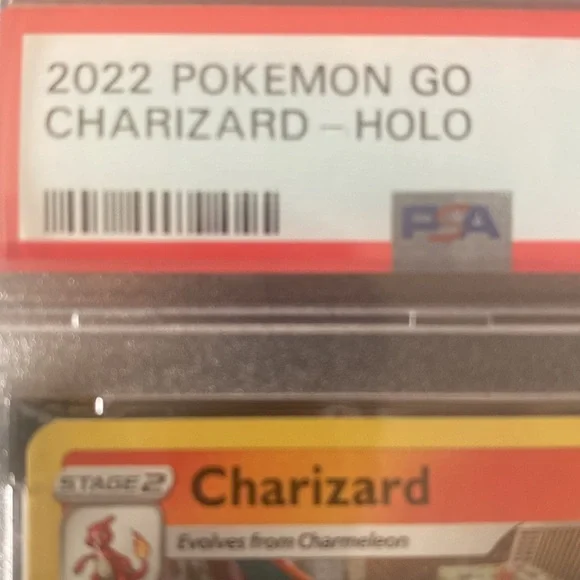 2022 POKEMON GO
CHARIZARD - HOLO
PSA
STAGE 2 Charizard
Evolves from Charmeleon